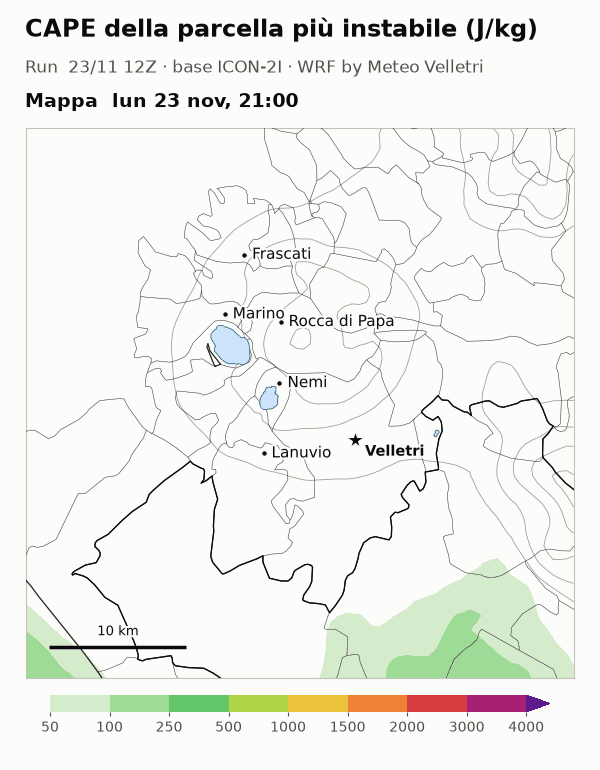 CAPE della parcella più instabile (J/kg)
Run  23/11 12Z · base ICON-2I · WRF by Meteo Velletri
Mappa  lun 23 nov, 21:00
Frascati
Marino
Rocca di Papa
Nemi
Velletri
Lanuvio
10 km
50 100 250 500 1000 1500 2000 3000 4000